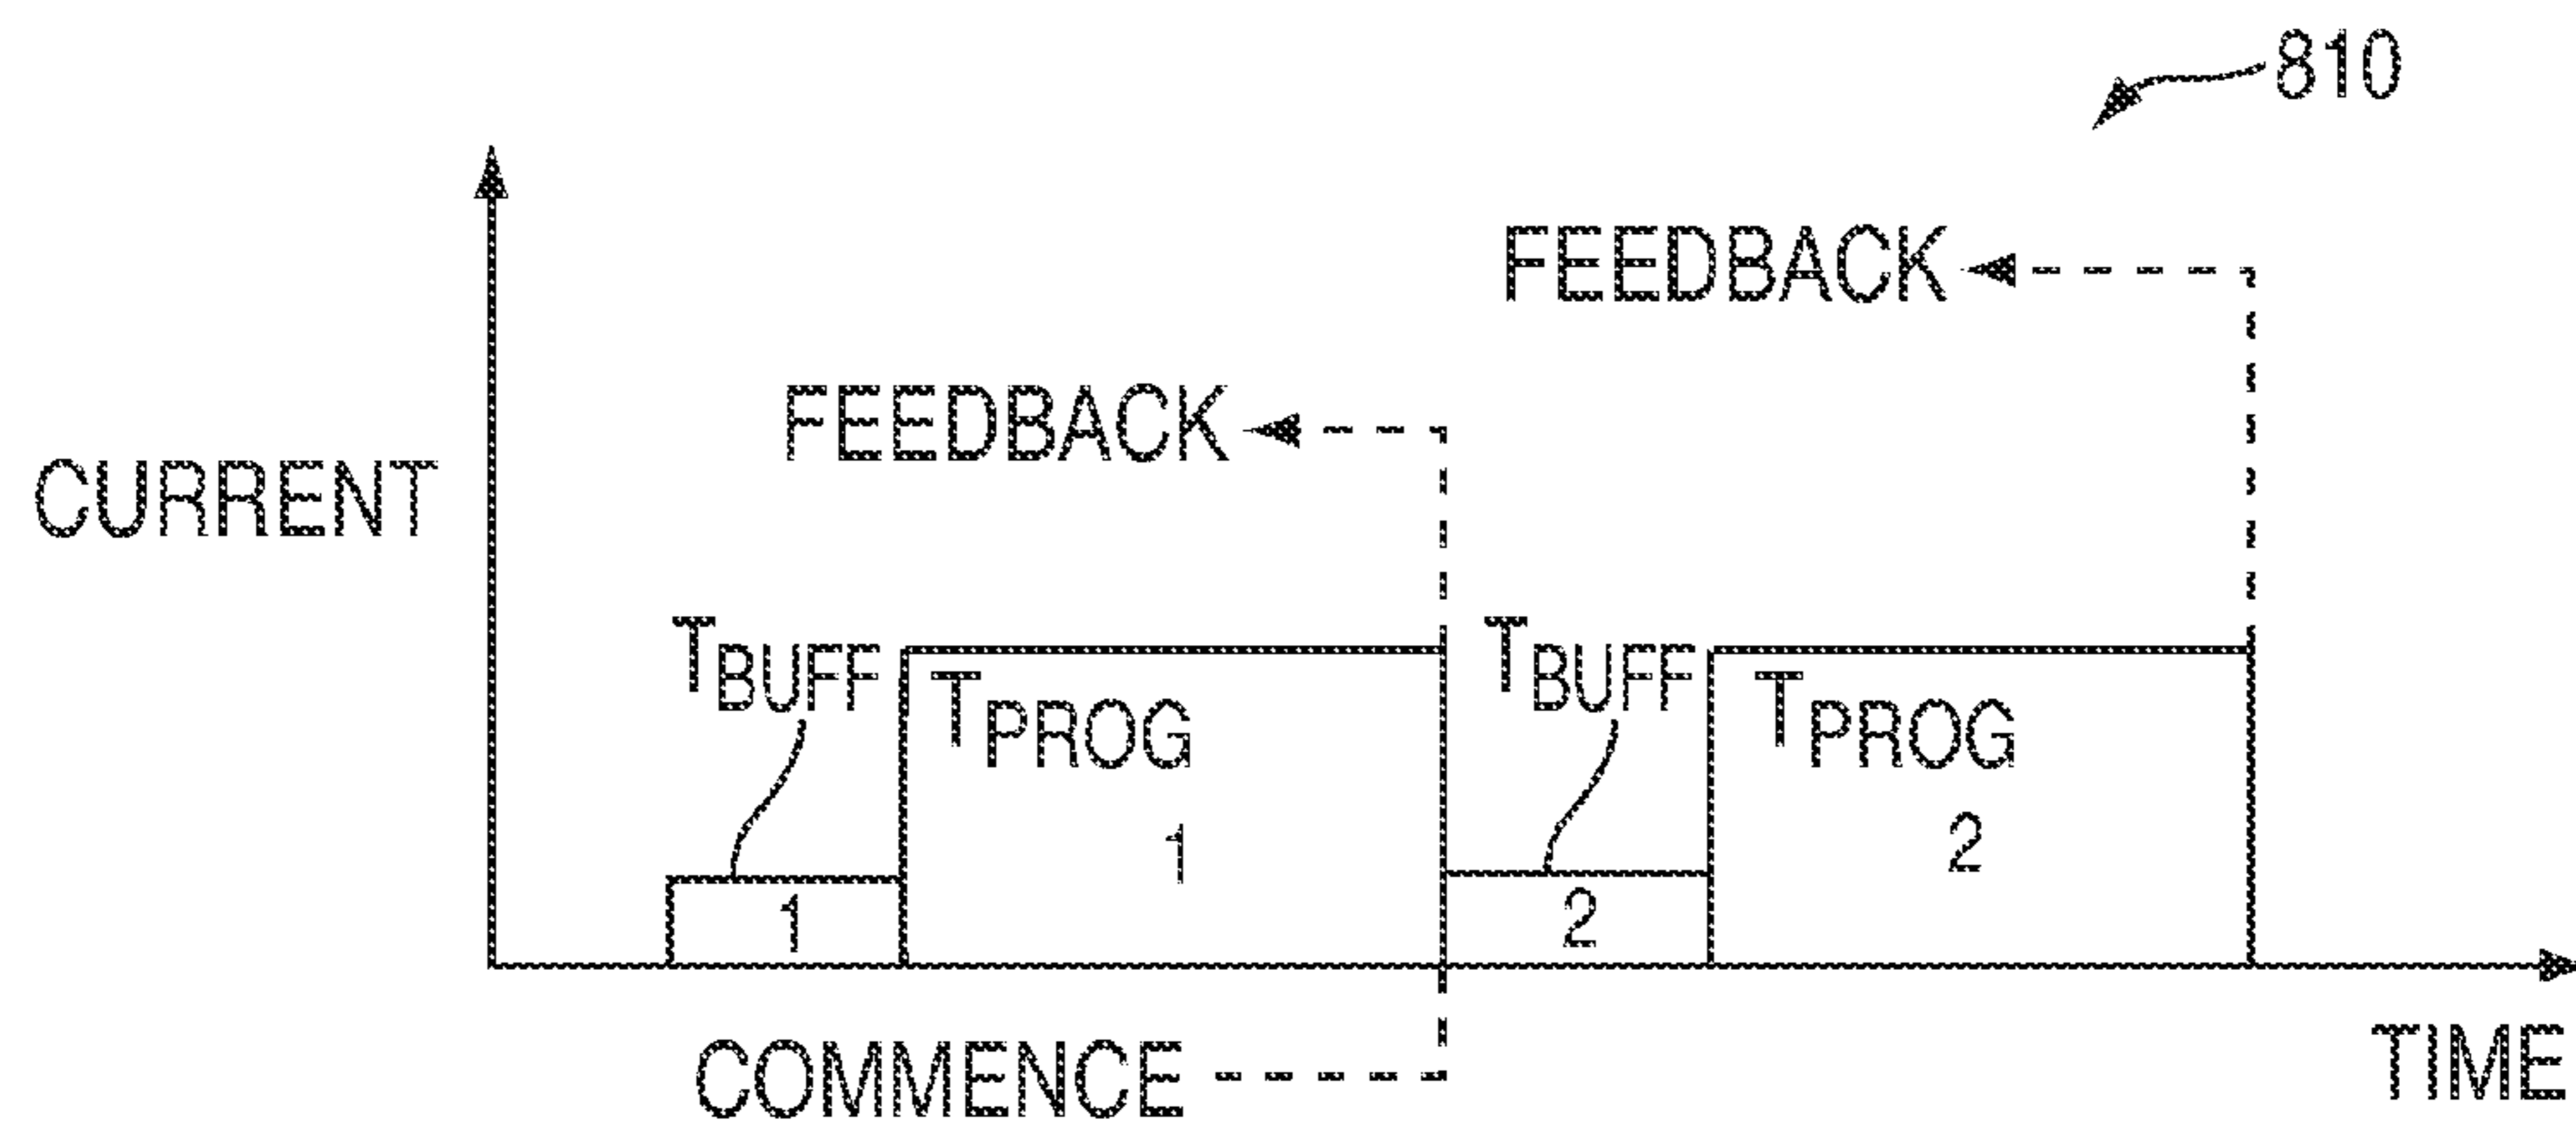 810
FEEDBACK
FEEDBACK
CURRENT
TBUFF
TPROG
TBUFF
TPROG
1
2
1
2
COMMENCE
TIME